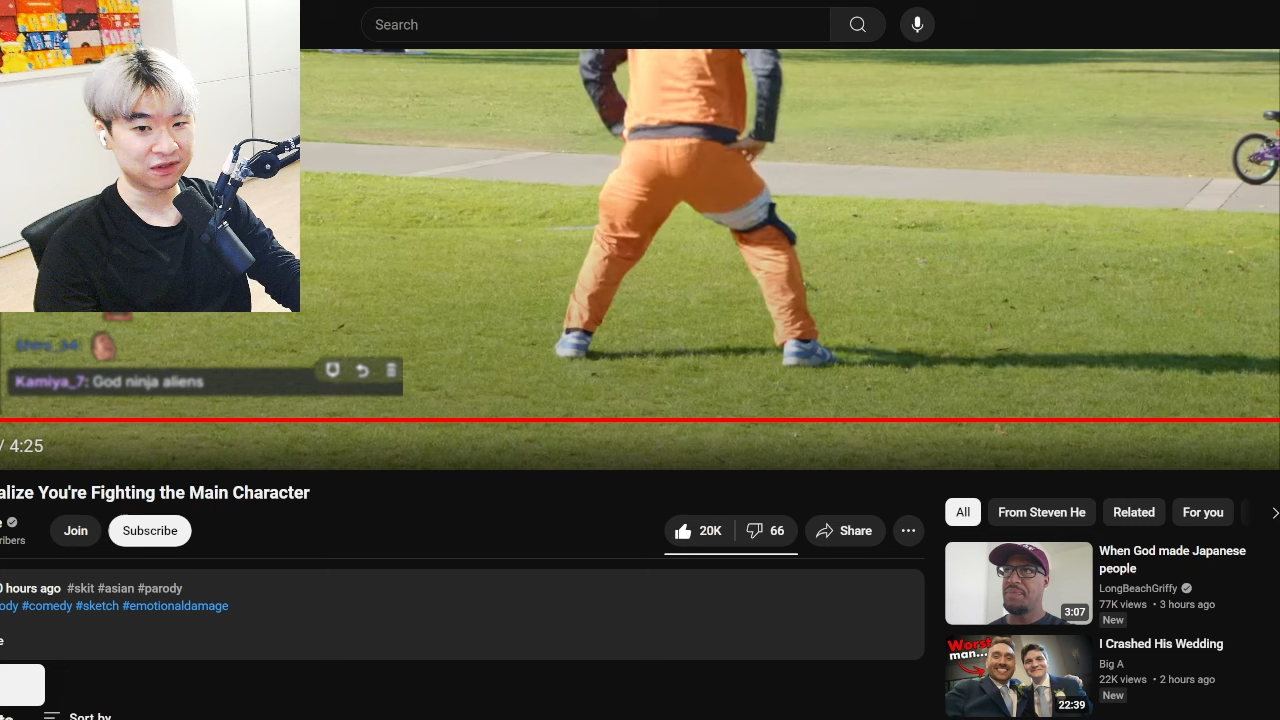 Search
Shiro_34:
Kamiya_7: God ninja aliens
/ 4:25
alize You're Fighting the Main Character
e
ribers
Join
Subscribe
20K
66
Share
0 hours ago #skit #asian #parody
ody #comedy #sketch #emotionaldamage
e
Sort by
All
From Steven He
Related
For you
When God made Japanese
people
LongBeachGriffy
77K views • 3 hours ago
New
3:07
I Crashed His Wedding
Big A
22K views • 2 hours ago
New
Worst
man...
22:39